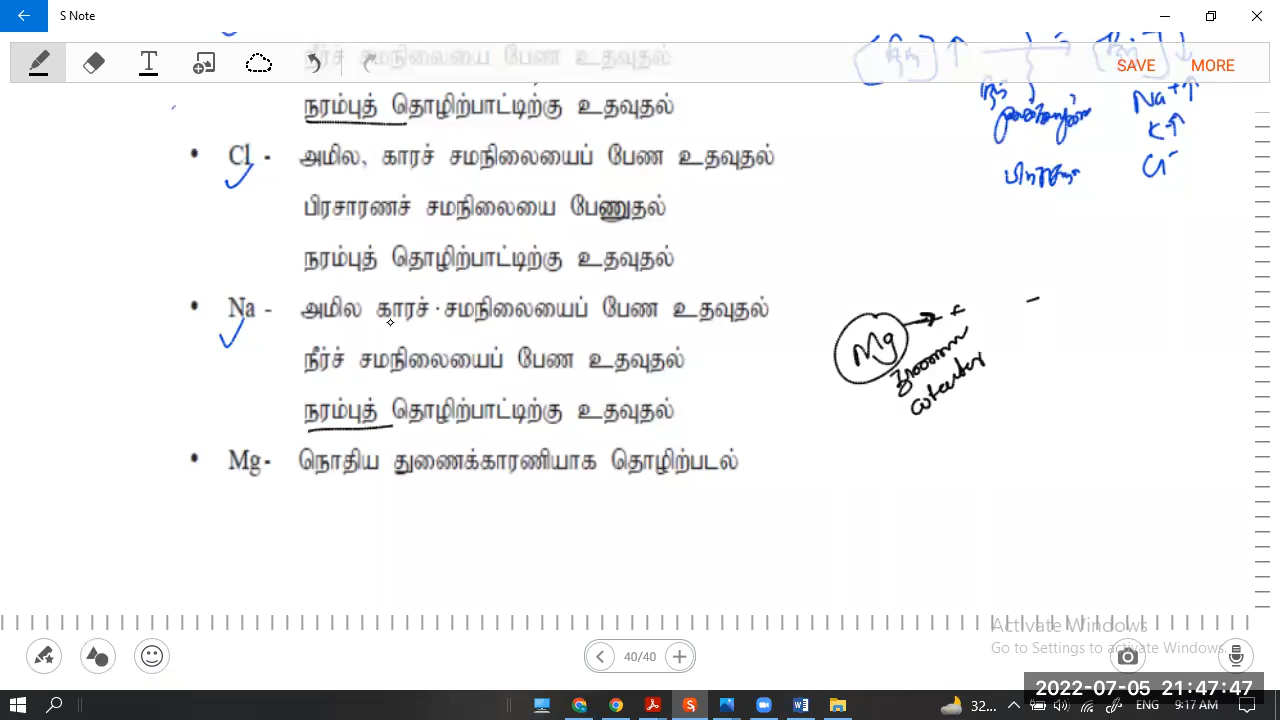 S Note
SAVE MORE
நீர்ச் சமநிலையை பேண உதவுதல்
நரம்புத் தொழிற்பாட்டிற்கு உதவுதல்
Na+ ↑
K ↑
Cl-
• Cl - அமில, காரச் சமநிலையைப் பேண உதவுதல்
பிரசாரணச் சமநிலையை பேணுதல்
நரம்புத் தொழிற்பாட்டிற்கு உதவுதல்
• Na - அமில காரச் சமநிலையைப் பேண உதவுதல்
நீர்ச் சமநிலையைப் பேண உதவுதல்
நரம்புத் தொழிற்பாட்டிற்கு உதவுதல்
Mg
• Mg- நொதிய துணைக்காரணியாக தொழிற்படல்
Activate Windows
Go to Settings to activate Windows.
40/40
2022-07-05 21:47:47
32... ENG 9:17 AM